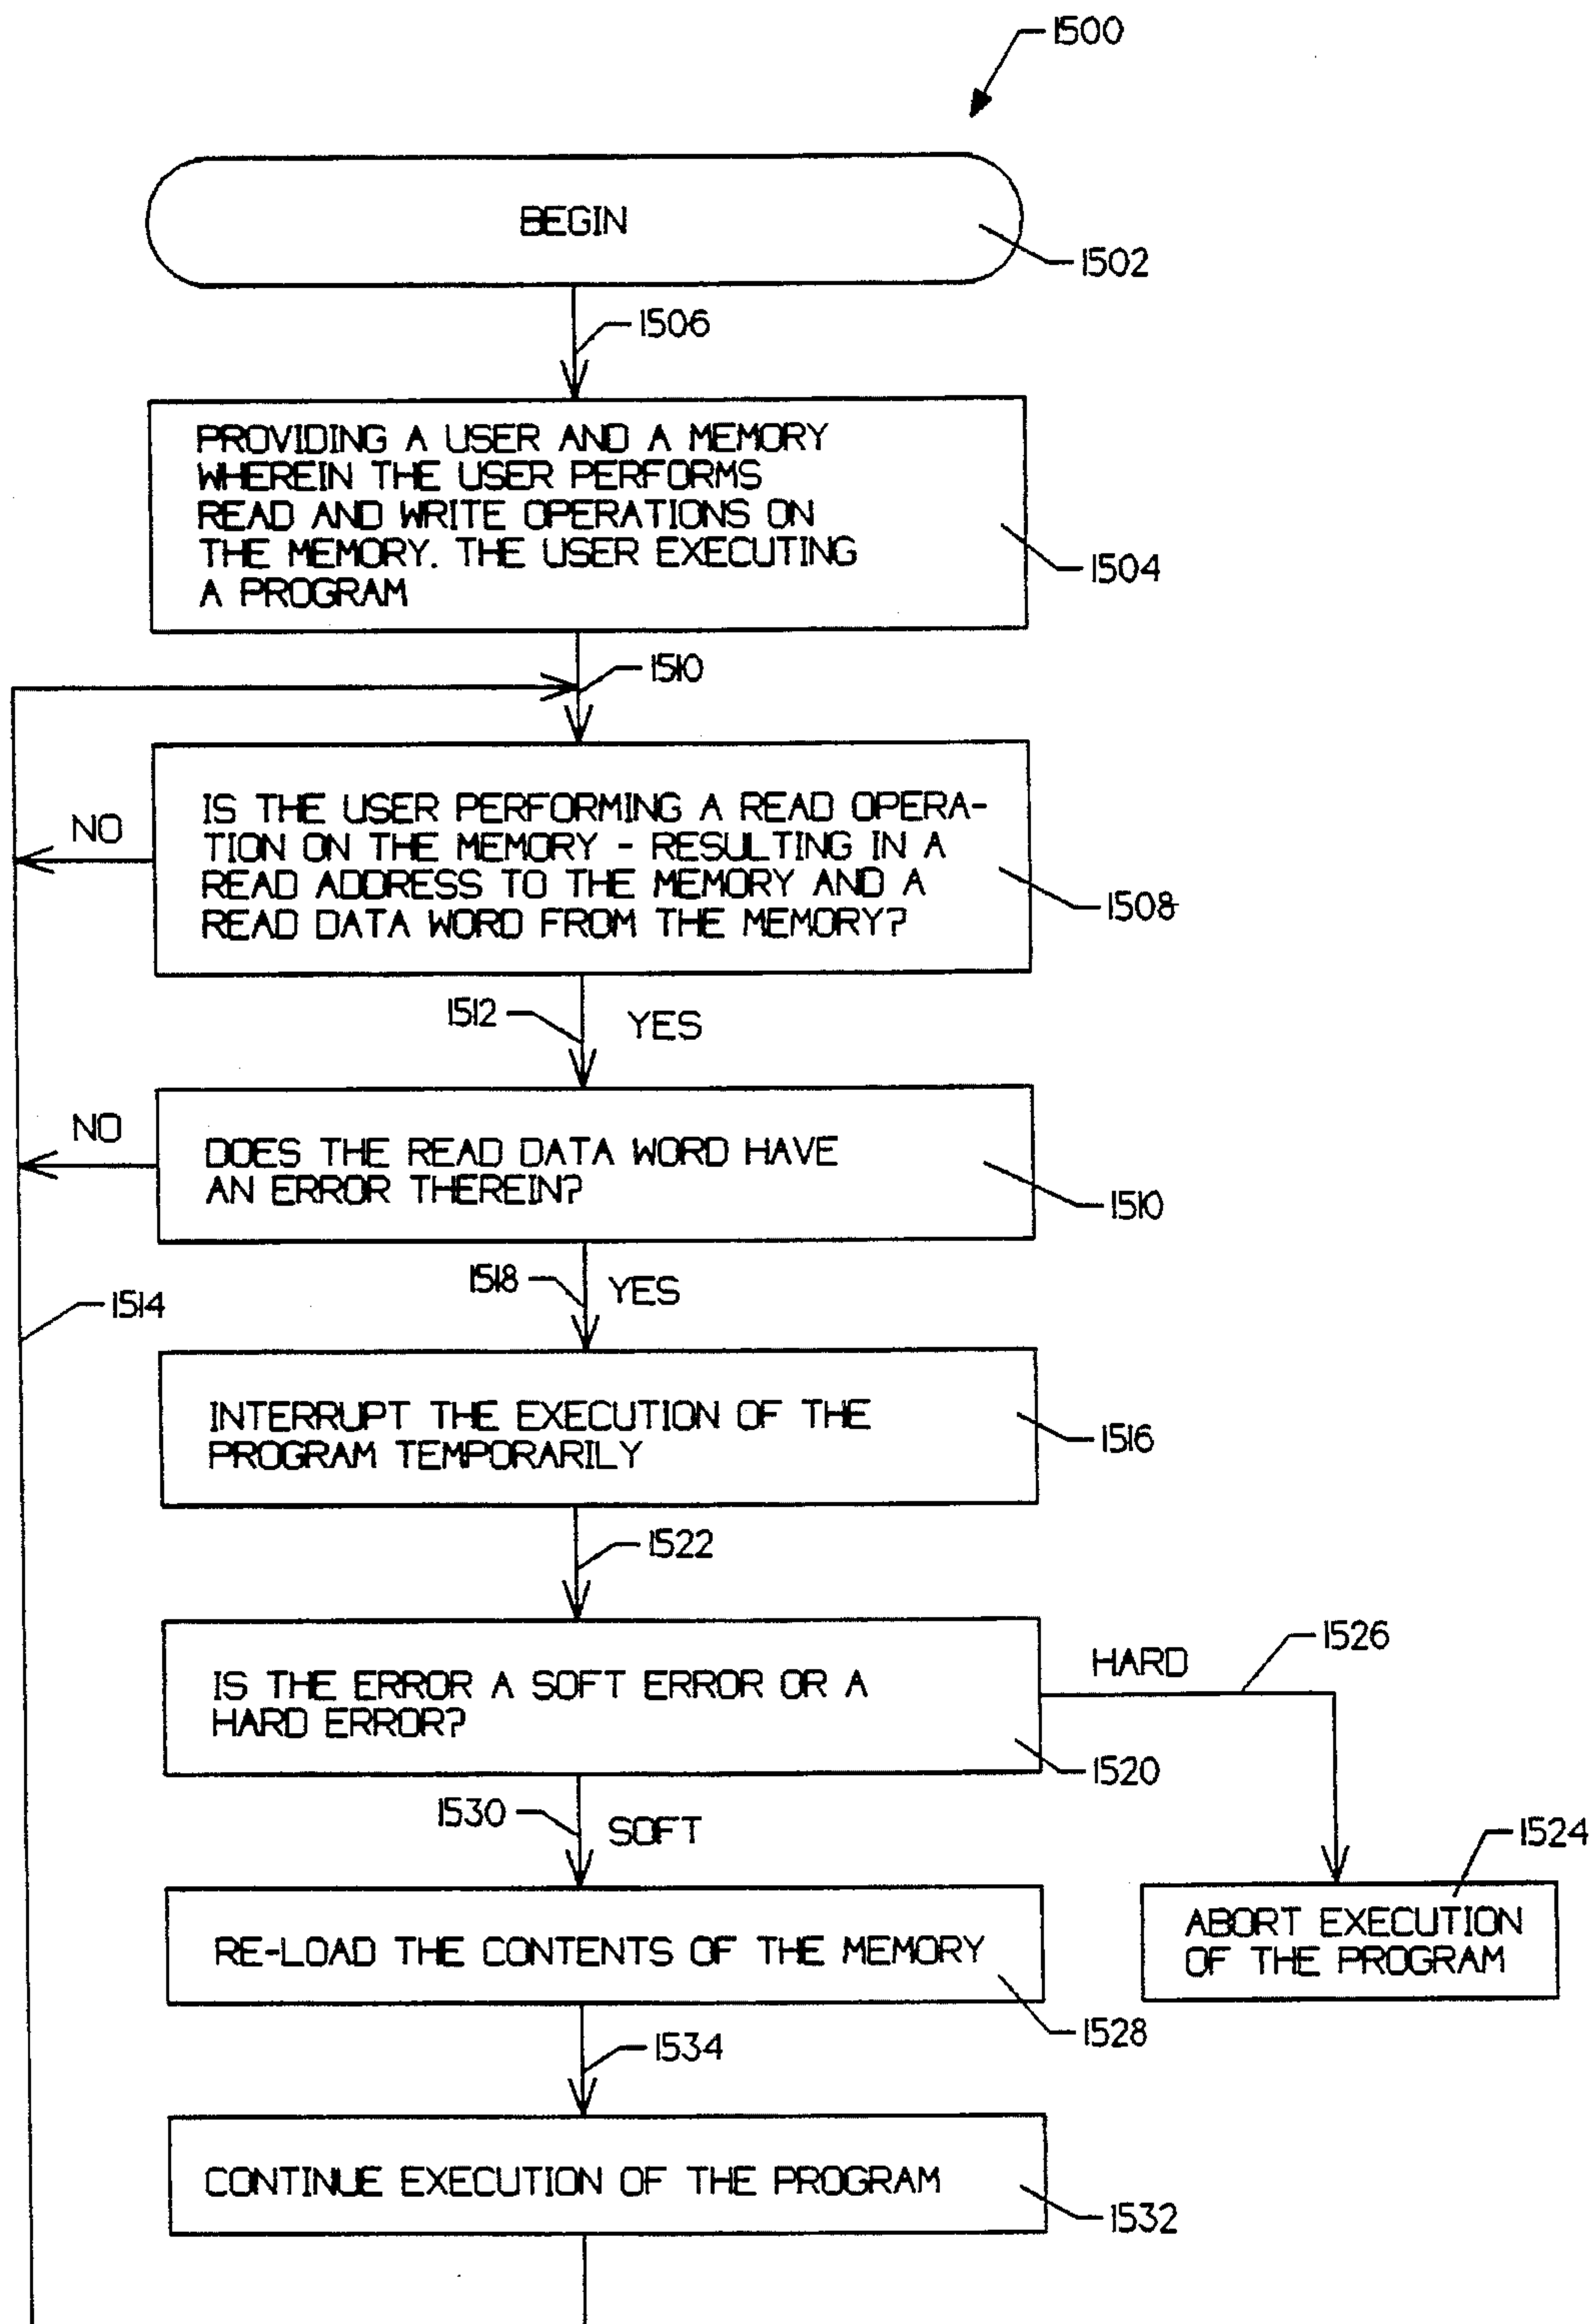 1500
BEGIN
1502
1506
PROVIDING A USER AND A MEMORY
WHEREIN THE USER PERFORMS
READ AND WRITE OPERATIONS ON
THE MEMORY. THE USER EXECUTING
A PROGRAM
1504
1510
IS THE USER PERFORMING A READ OPERA-
TION ON THE MEMORY - RESULTING IN A
READ ADDRESS TO THE MEMORY AND A
READ DATA WORD FROM THE MEMORY?
NO
1508
1512
YES
NO
DOES THE READ DATA WORD HAVE
AN ERROR THEREIN?
1510
1518
YES
1514
INTERRUPT THE EXECUTION OF THE
PROGRAM TEMPORARILY
1516
1522
IS THE ERROR A SOFT ERROR OR A
HARD ERROR?
HARD
1526
1520
1530
SOFT
1524
ABORT EXECUTION
OF THE PROGRAM
RE-LOAD THE CONTENTS OF THE MEMORY
1528
1534
CONTINUE EXECUTION OF THE PROGRAM
1532